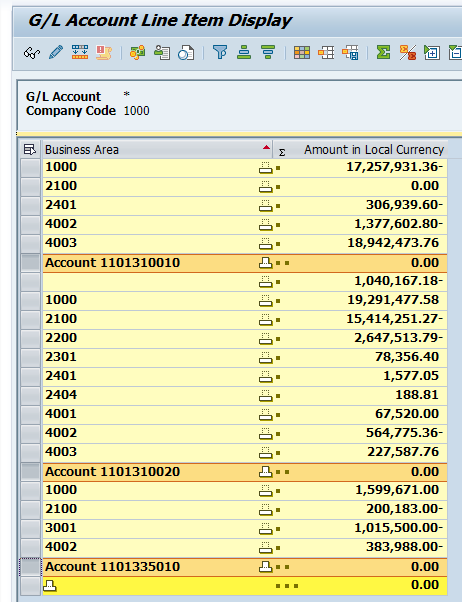 G/L Account Line Item Display
G/L Account *
Company Code 1000
Business Area Σ Amount in Local Currency
1000 17,257,931.36-
2100 0.00
2401 306,939.60-
4002 1,377,602.80-
4003 18,942,473.76
Account 1101310010 0.00
1,040,167.18-
1000 19,291,477.58
2100 15,414,251.27-
2200 2,647,513.79-
2301 78,356.40
2401 1,577.05
2404 188.81
4001 67,520.00
4002 564,775.36-
4003 227,587.76
Account 1101310020 0.00
1000 1,599,671.00
2100 200,183.00-
3001 1,015,500.00-
4002 383,988.00-
Account 1101335010 0.00
0.00